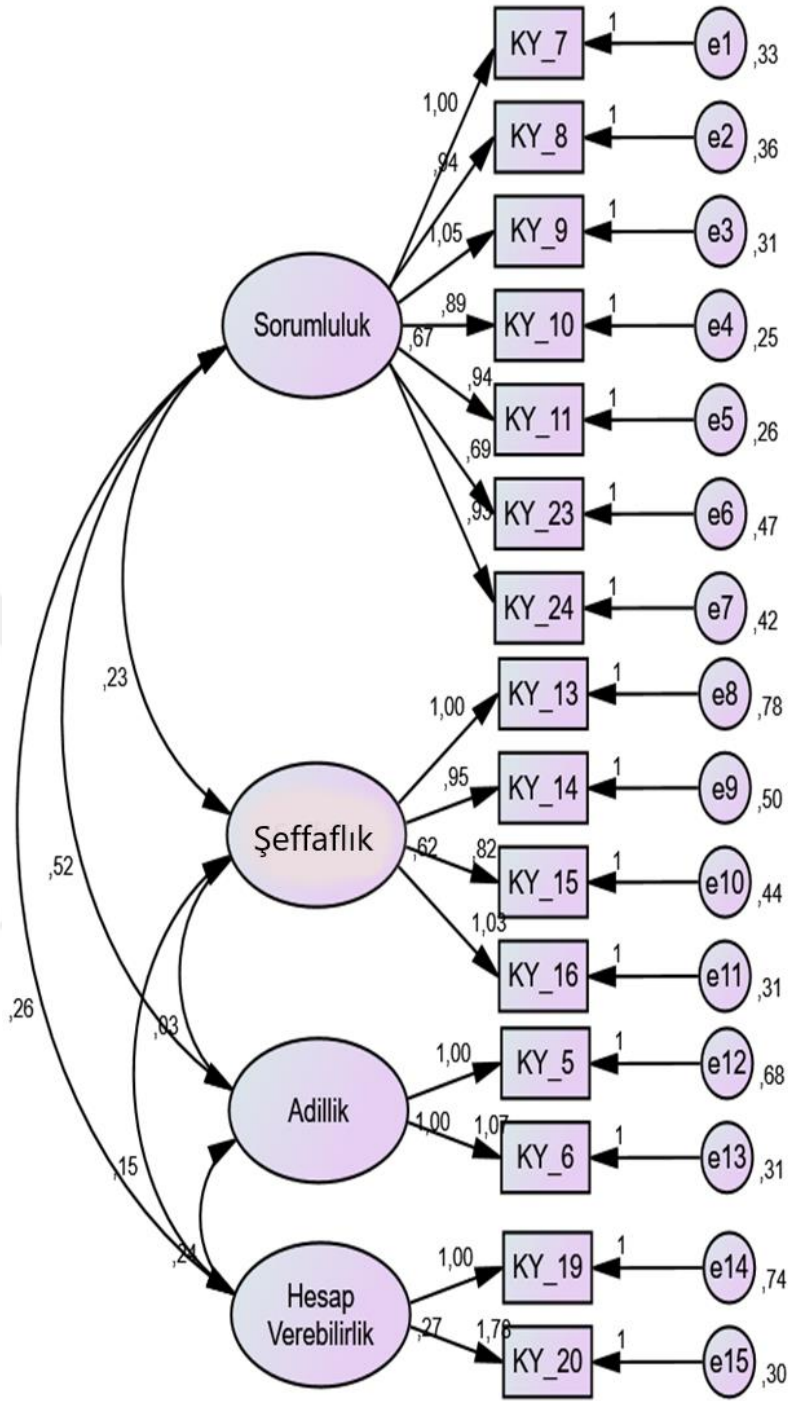 KY_7
1
e1
,33
1,00
KY_8
1
e2
,36
,94
KY_9
1
e3
,31
1,05
Sorumluluk
,67
,89
KY_10
1
e4
,25
,94
KY_11
1
e5
,26
,69
KY_23
1
e6
,47
KY_24
1
e7
,42
,23
1,00
KY_13
1
e8
,78
,95
KY_14
1
e9
,50
Şeffaflık
,62
,82
KY_15
1
e10
,44
,52
1,03
KY_16
1
e11
,31
,26
,03
1,00
KY_5
1
e12
,68
Adillik
1,00
1,07
KY_6
1
e13
,31
,15
,24
1,00
KY_19
1
e14
,74
Hesap
Verebilirlik
,27
1,78
KY_20
1
e15
,30